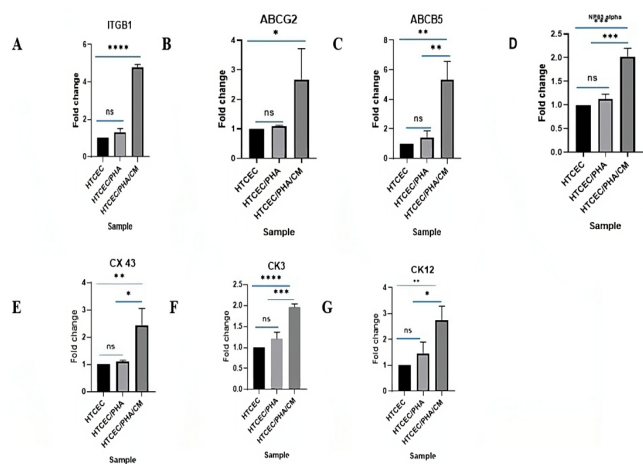 A
ITGB1
****
ns
Fold change
6
4
2
0
HTCEC
HTCEC/PHA
HTCEC/PHA/CM
Sample
B
ABCG2
*
ns
Fold change
4
3
2
1
0
HTCEC
HTCEC/PHA
HTCEC/PHA/CM
Sample
C
ABCB5
**
**
ns
Fold change
8
6
4
2
0
HTCEC
HTCEC/PHA
HTCEC/PHA/CM
Sample
D
alpha
***
ns
Fold change
2.5
2.0
1.5
1.0
0.5
0.0
HTCEC
HTCEC/PHA
HTCEC/PHA/CM
Sample
E
CX 43
**
*
ns
Fold change
4
3
2
1
0
HTCEC
HTCEC/PHA
HTCEC/PHA/CM
Sample
F
CK3
****
***
ns
Fold change
2.5
2.0
1.5
1.0
0.5
0.0
HTCEC
HTCEC/PHA
HTCEC/PHA/CM
Sample
G
CK12
**
*
ns
Fold change
4
3
2
1
0
HTCEC
HTCEC/PHA
HTCEC/PHA/CM
Sample